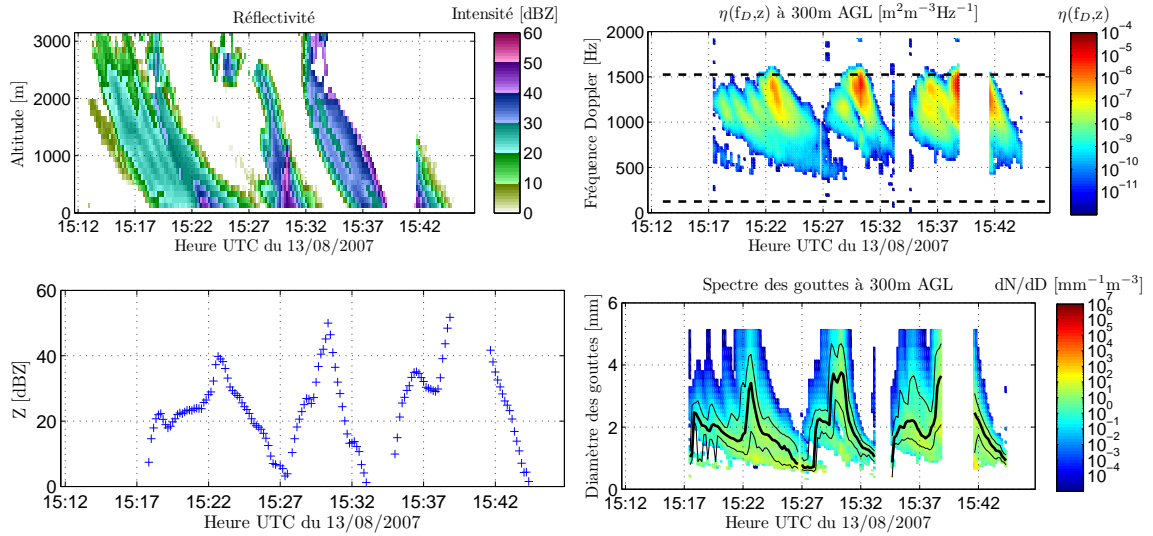 Réflectivité
Intensité [dBZ]
3000
2000
1000
0
Altitude [m]
15:12 15:17 15:22 15:27 15:32 15:37 15:42
Heure UTC du 13/08/2007
60
50
40
30
20
10
0
η(f_D,z) à 300m AGL [m²m⁻³Hz⁻¹]
η(f_D,z)
2000
1500
1000
500
0
Fréquence Doppler [Hz]
15:12 15:17 15:22 15:27 15:32 15:37 15:42
Heure UTC du 13/08/2007
10⁻⁴
10⁻⁵
10⁻⁶
10⁻⁷
10⁻⁸
10⁻⁹
10⁻¹⁰
10⁻¹¹
60
40
20
0
Z [dBZ]
15:12 15:17 15:22 15:27 15:32 15:37 15:42
Heure UTC du 13/08/2007
Spectre des gouttes à 300m AGL
dN/dD [mm⁻¹m⁻³]
6
4
2
0
Diamètre des gouttes [mm]
15:12 15:17 15:22 15:27 15:32 15:37 15:42
Heure UTC du 13/08/2007
10⁷
10⁶
10⁵
10⁴
10³
10²
10¹
10⁰
10⁻¹
10⁻²
10⁻³
10⁻⁴